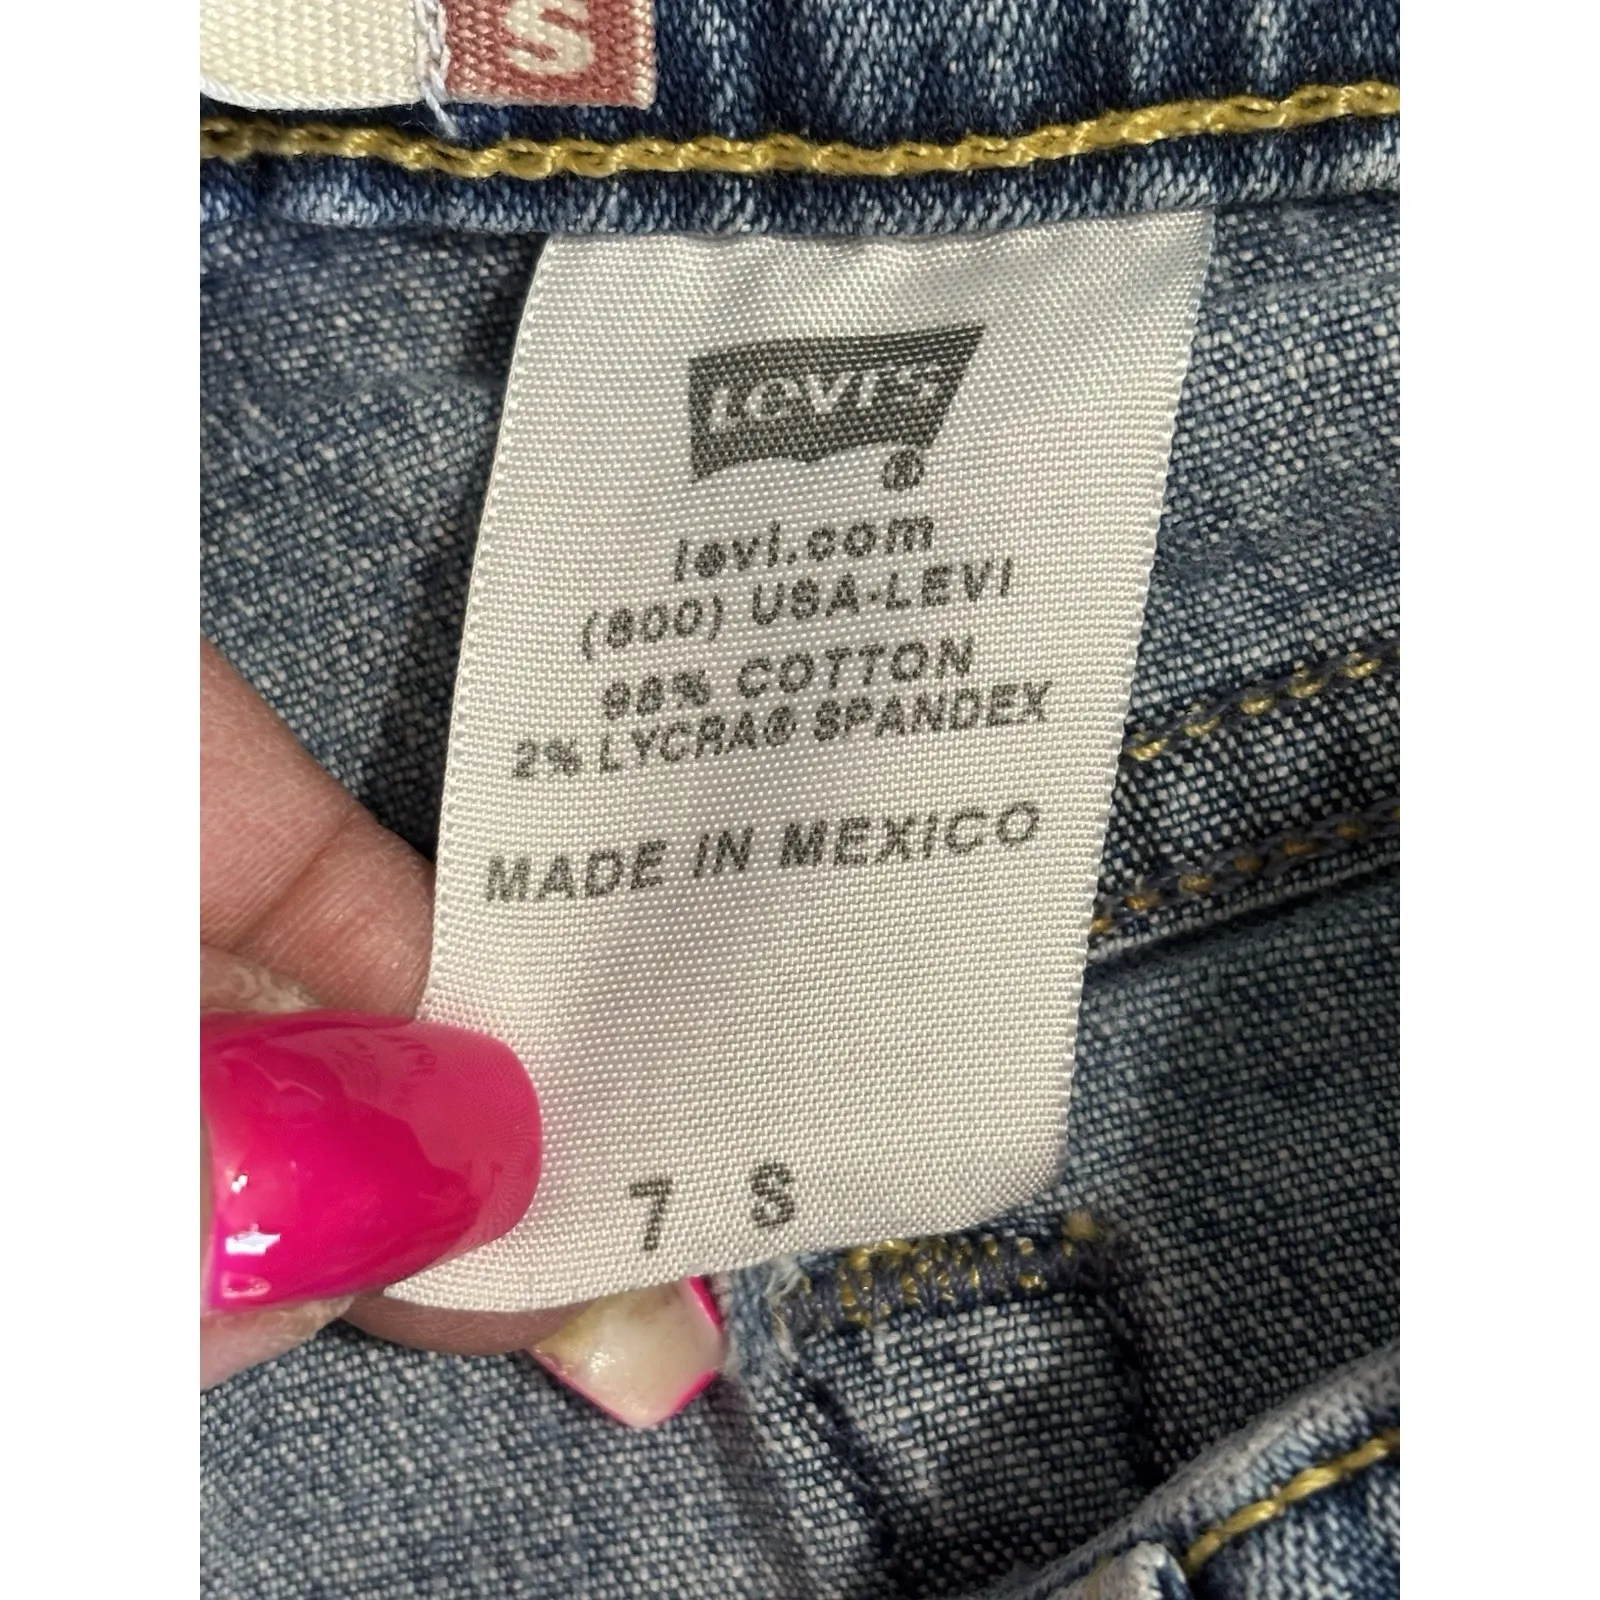 S
Levi's
®
levi.com
(800) USA-LEVI
98% COTTON
2% LYCRA® SPANDEX
MADE IN MEXICO
7 S